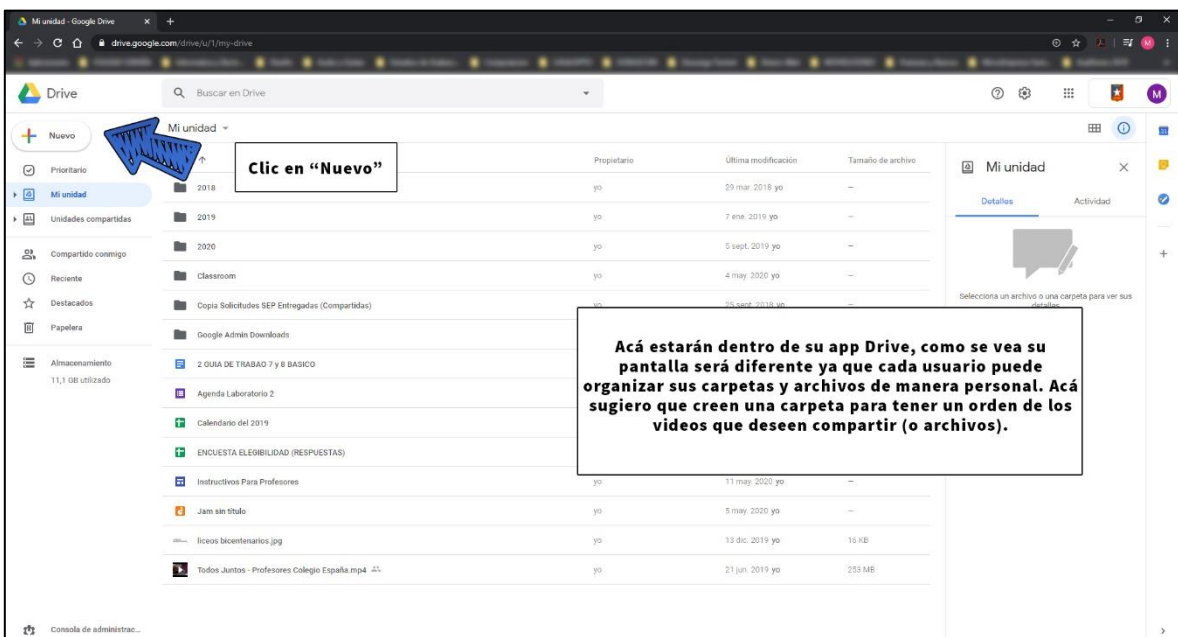 Mi unidad - Google Drive
drive.google.com/drive/u/1/my-drive
M
Drive
Buscar en Drive
M
Nuevo
Mi unidad
Clic en “Nuevo”
Prioritario
Mi unidad
Unidades compartidas
Compartido conmigo
Reciente
Destacados
Papelera
Almacenamiento
11,1 GB utilizado
Consola de administrac...
Propietario Última modificación Tamaño de archivo
2018 yo 29 mar. 2018 yo –
2019 yo 7 ene. 2019 yo –
2020 yo 5 sept. 2019 yo –
Classroom yo 4 may. 2020 yo –
Copia Solicitudes SEP Entregadas (Compartidas) yo 25 sept. 2018 yo
Google Admin Downloads
2 GUIA DE TRABAO 7 y 8 BASICO
Agenda Laboratorio 2
Calendario del 2019
ENCUESTA ELEGIBILIDAD (RESPUESTAS)
Instructivos Para Profesores yo 11 may. 2020 yo –
Jam sin título yo 5 may. 2020 yo –
liceos bicentenarios.jpg yo 13 dic. 2019 yo 16 KB
Todos Juntos - Profesores Colegio España.mp4 yo 21 jun. 2019 yo 253 MB
Acá estarán dentro de su app Drive, como se vea su
pantalla será diferente ya que cada usuario puede
organizar sus carpetas y archivos de manera personal. Acá
sugiero que creen una carpeta para tener un orden de los
videos que deseen compartir (o archivos).
Mi unidad
Detalles Actividad
Selecciona un archivo o una carpeta para ver sus
detalles
31